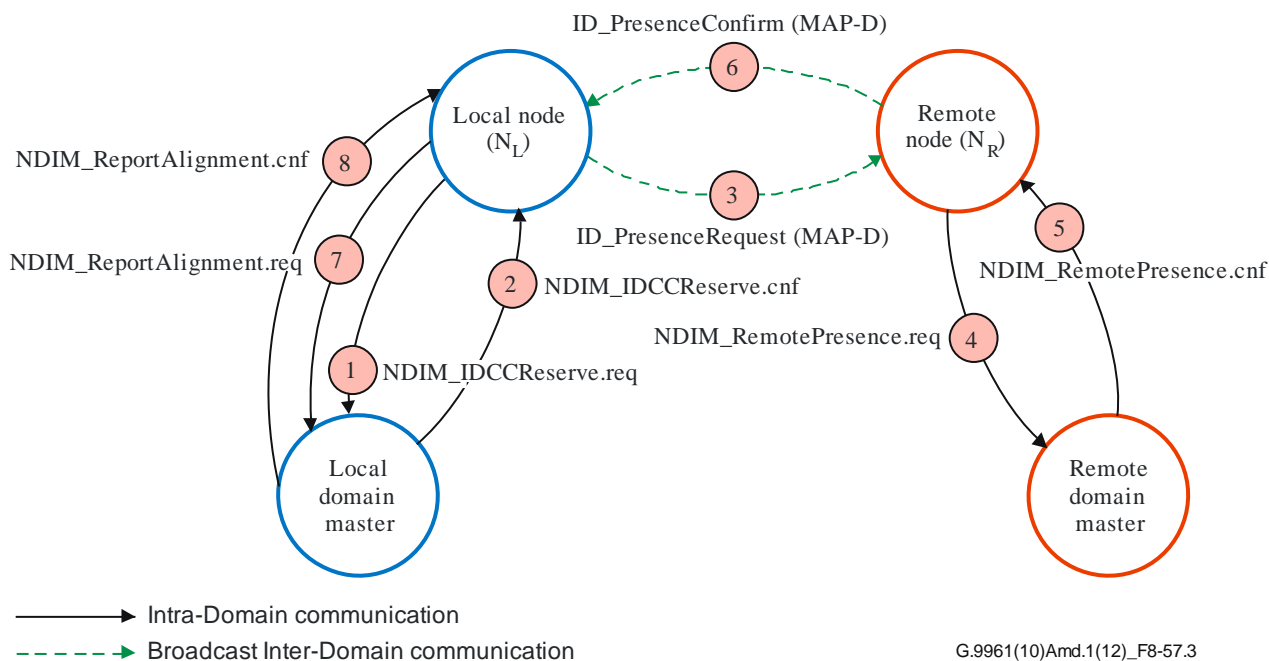 ID_PresenceConfirm (MAP-D)
6
Local node
(NL)
Remote
node (NR)
8
NDIM_ReportAlignment.cnf
3
ID_PresenceRequest (MAP-D)
5
7
NDIM_ReportAlignment.req
2
NDIM_IDCCReserve.cnf
NDIM_RemotePresence.cnf
NDIM_RemotePresence.req
4
1
NDIM_IDCCReserve.req
Local
domain
master
Remote
domain
master
Intra-Domain communication
Broadcast Inter-Domain communication
G.9961(10)Amd.1(12)_F8-57.3